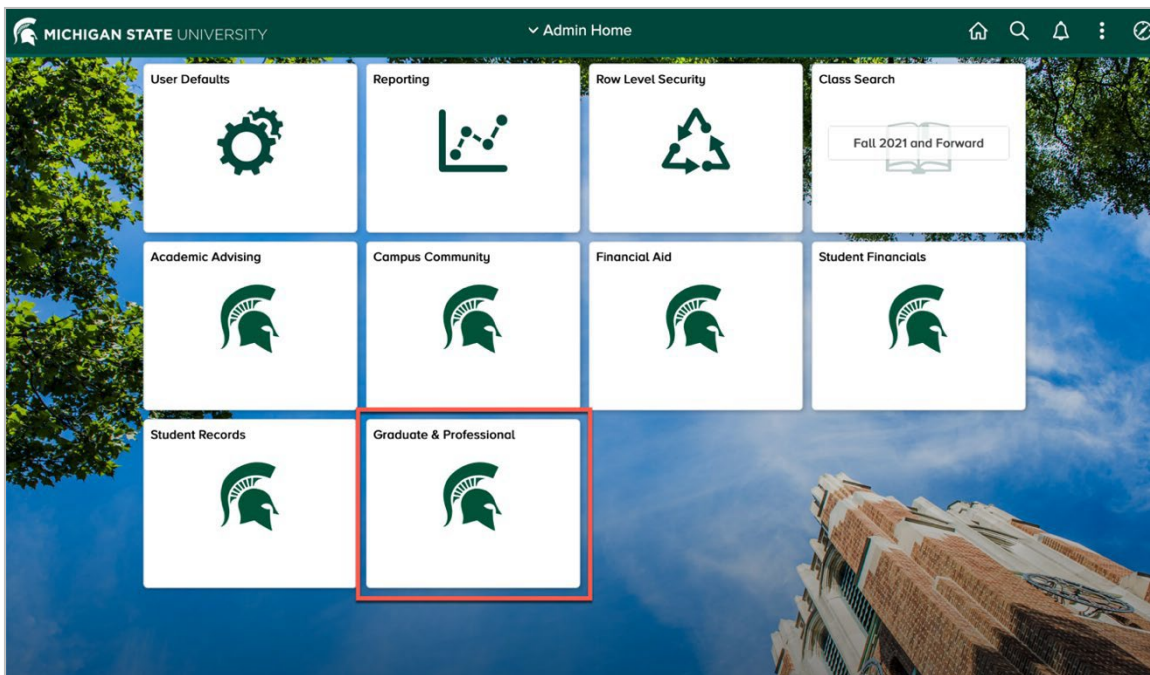 MICHIGAN STATE UNIVERSITY
Admin Home
User Defaults
Reporting
Row Level Security
Class Search
Fall 2021 and Forward
Academic Advising
Campus Community
Financial Aid
Student Financials
Student Records
Graduate & Professional